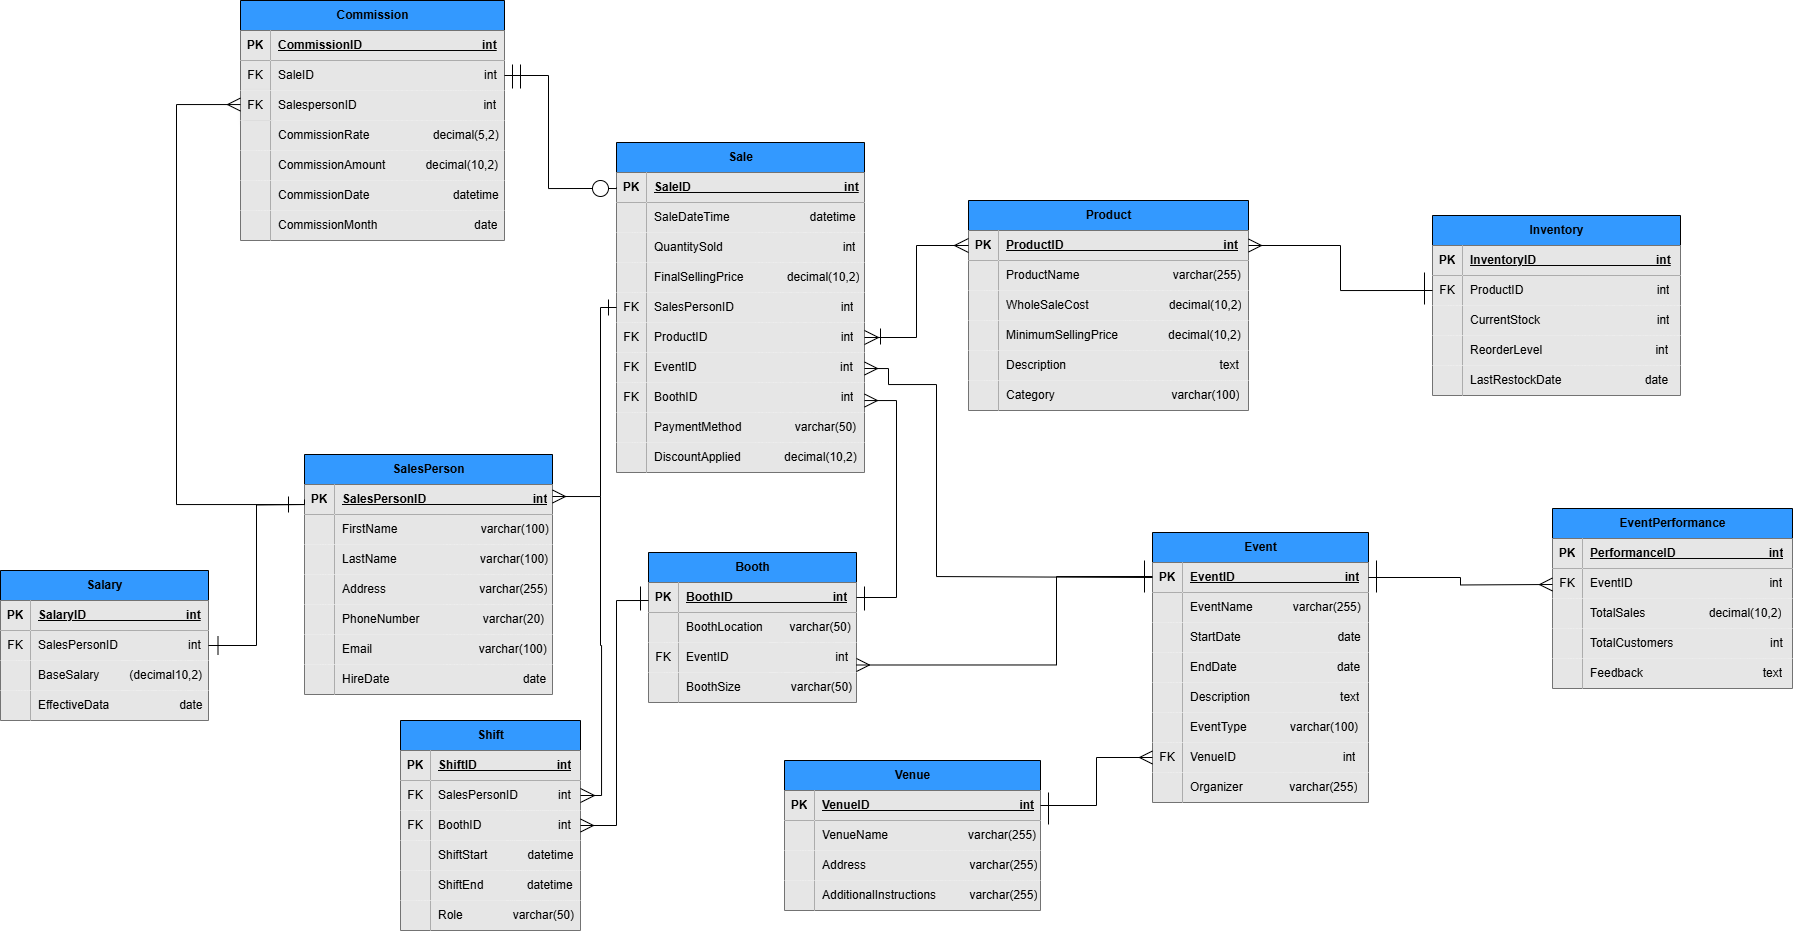 Commission
PK CommissionID int
FK SaleID int
FK SalespersonID int
CommissionRate decimal(5,2)
CommissionAmount decimal(10,2)
CommissionDate datetime
CommissionMonth date
Sale
PK SaleID int
SaleDateTime datetime
QuantitySold int
FinalSellingPrice decimal(10,2)
FK SalesPersonID int
FK ProductID int
FK EventID int
FK BoothID int
PaymentMethod varchar(50)
DiscountApplied decimal(10,2)
Product
PK ProductID int
ProductName varchar(255)
WholeSaleCost decimal(10,2)
MinimumSellingPrice decimal(10,2)
Description text
Category varchar(100)
Inventory
PK InventoryID int
FK ProductID int
CurrentStock int
ReorderLevel int
LastRestockDate date
SalesPerson
PK SalesPersonID int
FirstName varchar(100)
LastName varchar(100)
Address varchar(255)
PhoneNumber varchar(20)
Email varchar(100)
HireDate date
Salary
PK SalaryID int
FK SalesPersonID int
BaseSalary (decimal10,2)
EffectiveData date
Booth
PK BoothID int
BoothLocation varchar(50)
FK EventID int
BoothSize varchar(50)
Event
PK EventID int
EventName varchar(255)
StartDate date
EndDate date
Description text
EventType varchar(100)
FK VenueID int
Organizer varchar(255)
EventPerformance
PK PerformanceID int
FK EventID int
TotalSales decimal(10,2)
TotalCustomers int
Feedback text
Shift
PK ShiftID int
FK SalesPersonID int
FK BoothID int
ShiftStart datetime
ShiftEnd datetime
Role varchar(50)
Venue
PK VenueID int
VenueName varchar(255)
Address varchar(255)
AdditionalInstructions varchar(255)